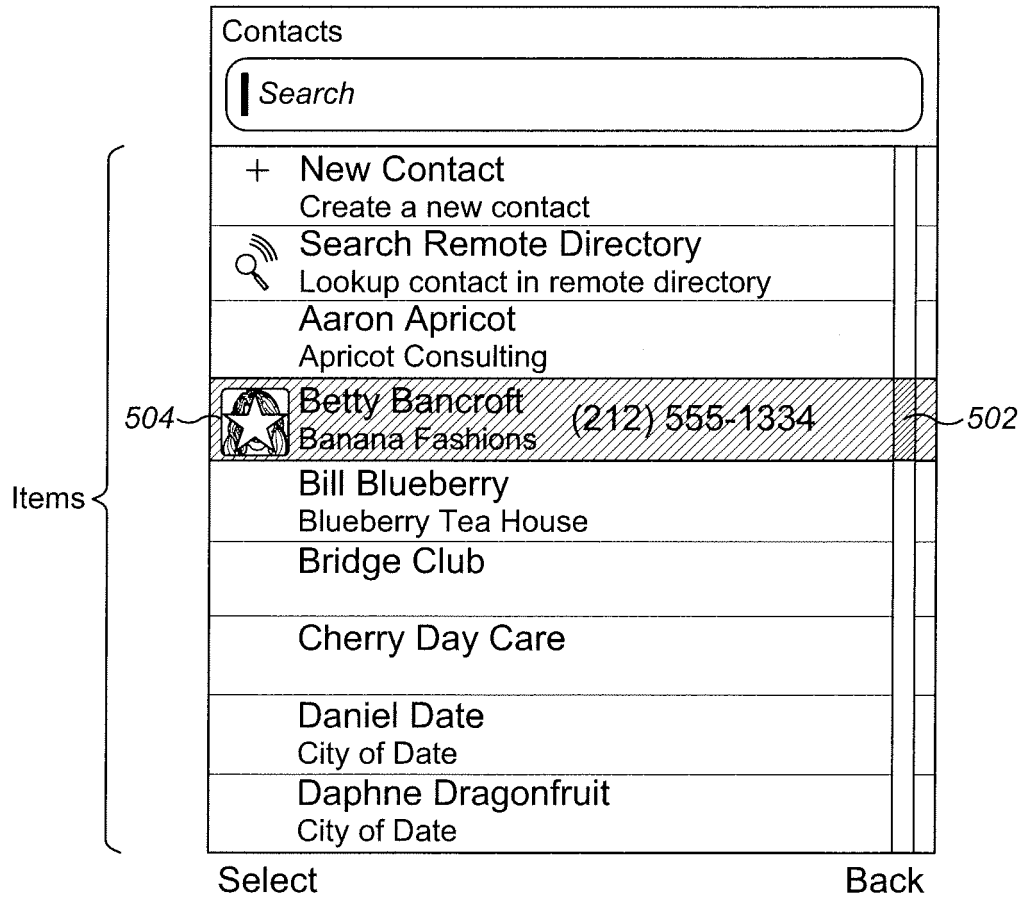 Contacts
Search
+ New Contact
Create a new contact
Search Remote Directory
Lookup contact in remote directory
Aaron Apricot
Apricot Consulting
504
Betty Bancroft
Banana Fashions
(212) 555-1334
502
Items
Bill Blueberry
Blueberry Tea House
Bridge Club
Cherry Day Care
Daniel Date
City of Date
Daphne Dragonfruit
City of Date
Select
Back